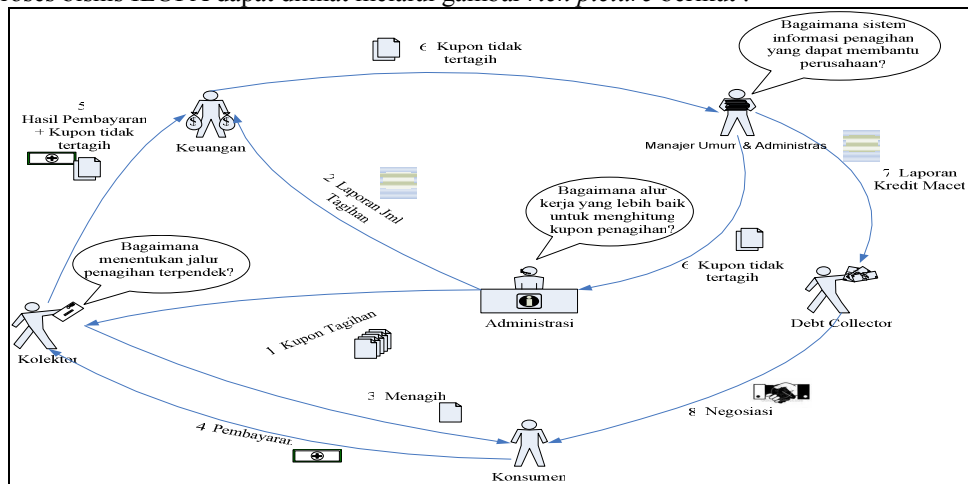 roses bisnis ILUFA dapat dilihat melalui gambar rich picture berikut :
6 Kupon tidak
tertagih
Bagaimana sistem
informasi penagihan
yang dapat membantu
perusahaan?
5
Hasil Pembayaran
+ Kupon tidak
tertagih
Keuangan
Manajer Umum & Administras
7 Laporan
Kredit Macet
2 Laporan Jml
Tagihan
Bagaimana alur
kerja yang lebih baik
untuk menghitung
kupon penagihan?
Bagaimana
menentukan jalur
penagihan terpendek?
6 Kupon tidak
tertagih
Kolektor
Administrasi
Debt Collector
1 Kupon Tagihan
3 Menagih
8 Negosiasi
4 Pembayaran
Konsumen